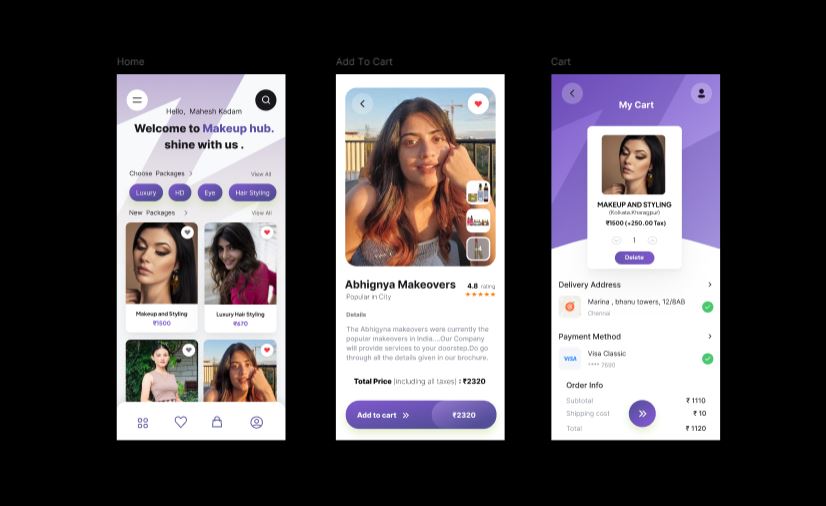 Home
Hello, Mahesh Kadam
Welcome to Makeup hub.
shine with us .
Choose Packages
View All
Luxury
HD
Eye
Hair Styling
New Packages
View All
Makeup and Styling
₹1500
Luxury Hair Styling
₹670
Add To Cart
Abhignya Makeovers
4.8 rating
Popular in City
Details
The Abhigyna makeovers were currently the
popular makeovers in India....Our Company
will provide services to your doorstep.Do go
through all the details given in our brochure.
Total Price (including all taxes) : ₹2320
Add to cart
₹2320
Cart
My Cart
MAKEUP AND STYLING
(Kolkata,Kharagpur)
₹1500 (+250.00 Tax)
1
Delete
Delivery Address
Marina , bhanu towers, 12/8AB
Chennai
Payment Method
VISA
Visa Classic
**** 7690
Order Info
Subtotal
₹ 1110
Shipping cost
₹ 10
Total
₹ 1120